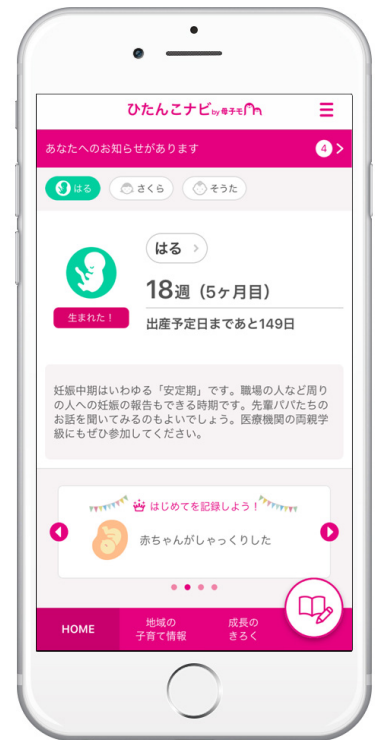 ひたんこナビ by 母子モ
あなたへのお知らせがあります 4
はる さくら そうた
はる
18週（5ヶ月目）
生まれた！
出産予定日まであと149日
妊娠中期はいわゆる「安定期」です。職場の人など周り
の人への妊娠の報告もできる時期です。先輩パパたちの
お話を聞いてみるのもよいでしょう。医療機関の両親学
級にもぜひ参加してください。
はじめてを記録しよう！
赤ちゃんがしゃっくりした
HOME
地域の
子育て情報
成長の
きろく